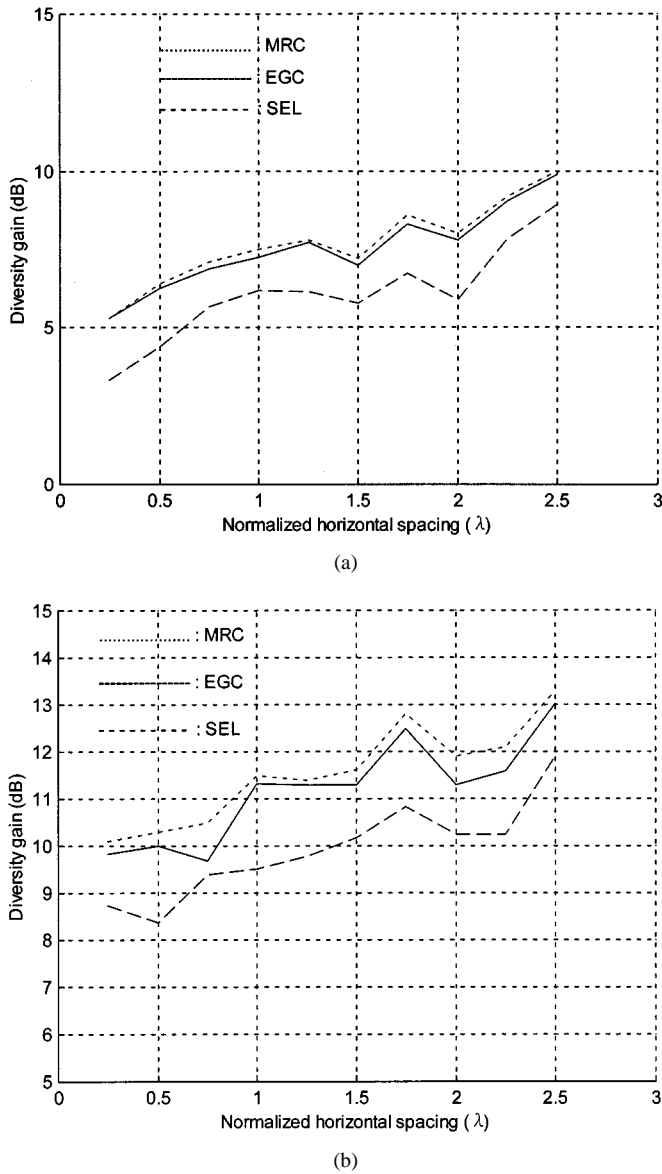 15
: MRC
: EGC
: SEL
10
5
0
Diversity gain (dB)
0 0.5 1 1.5 2 2.5 3
Normalized horizontal spacing ( λ)
(a)
15
14
13
12
11
10
9
8
7
6
5
: MRC
: EGC
: SEL
Diversity gain (dB)
0 0.5 1 1.5 2 2.5 3
Normalized horizontal spacing ( λ)
(b)